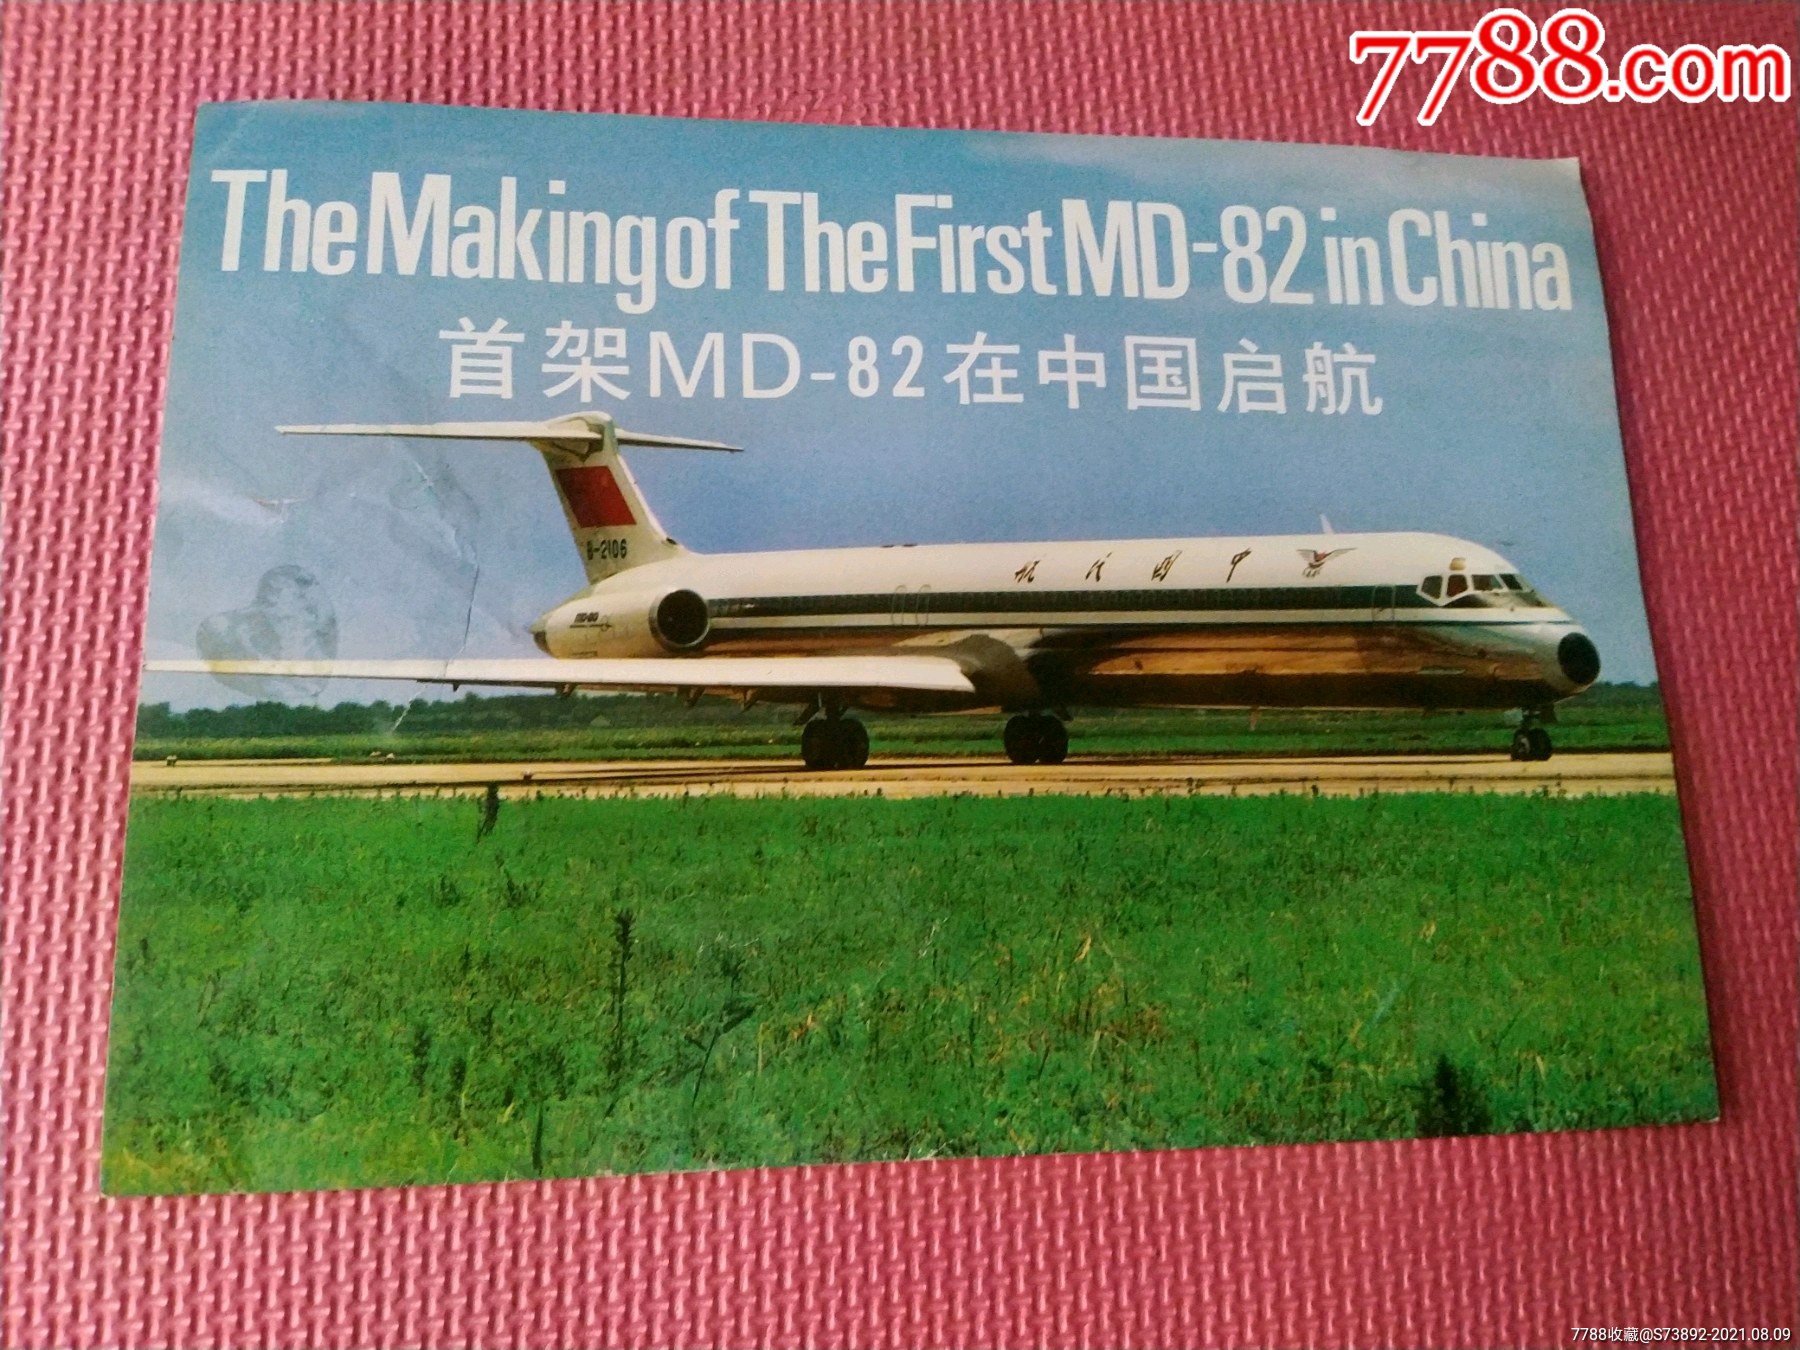 7788.com
The Making of The First MD-82 in China
首架MD-82在中国启航
B-2106
航民国中
7788收藏@S73892-2021.08.09